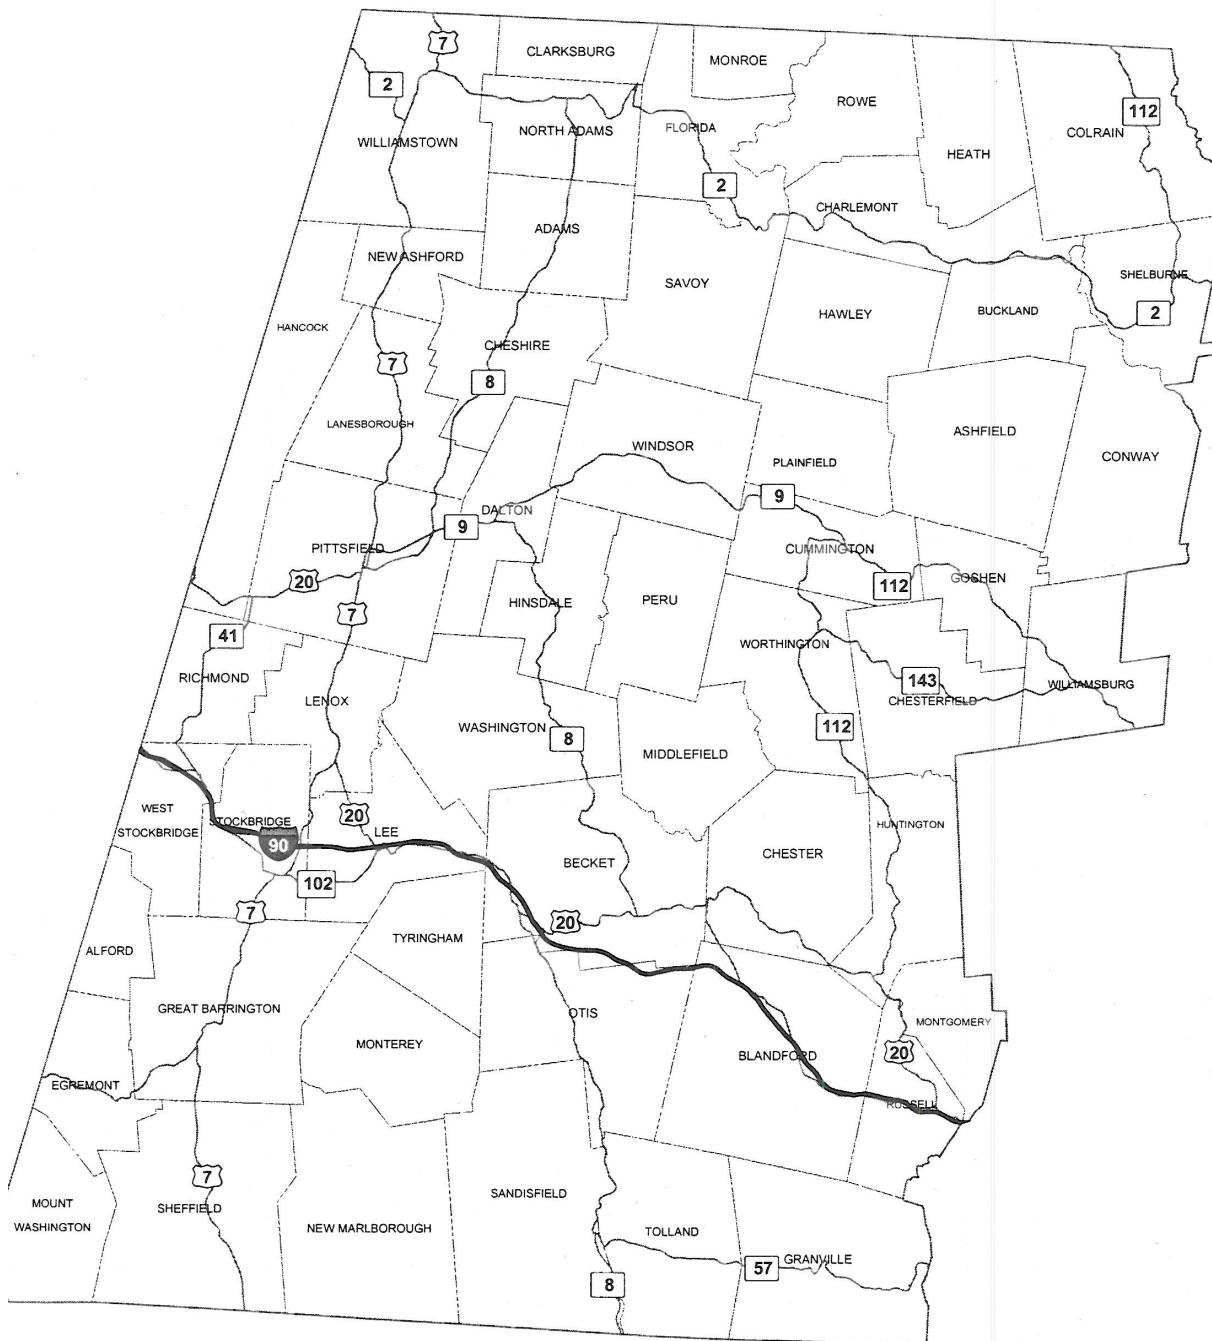 7
CLARKSBURG
MONROE
2
ROWE
112
WILLIAMSTOWN
NORTH ADAMS
FLORIDA
HEATH
COLRAIN
2
CHARLEMONT
ADAMS
NEW ASHFORD
SAVOY
SHELBURNE
HANCOCK
HAWLEY
BUCKLAND
2
CHESHIRE
7
8
LANESBOROUGH
WINDSOR
ASHFIELD
PLAINFIELD
CONWAY
9
DALTON
9
PITTSFIELD
CUMMINGTON
20
112
GOSHEN
7
HINSDALE
PERU
41
WORTHINGTON
RICHMOND
143
WILLIAMSBURG
LENOX
CHESTERFIELD
WASHINGTON
8
112
MIDDLEFIELD
WEST
STOCKBRIDGE
STOCKBRIDGE
20
LEE
HUNTINGTON
90
BECKET
CHESTER
102
7
20
ALFORD
TYRINGHAM
GREAT BARRINGTON
OTIS
MONTGOMERY
MONTEREY
BLANDFORD
20
EGREMONT
RUSSELL
7
MOUNT
WASHINGTON
SHEFFIELD
SANDISFIELD
NEW MARLBOROUGH
TOLLAND
GRANVILLE
57
8